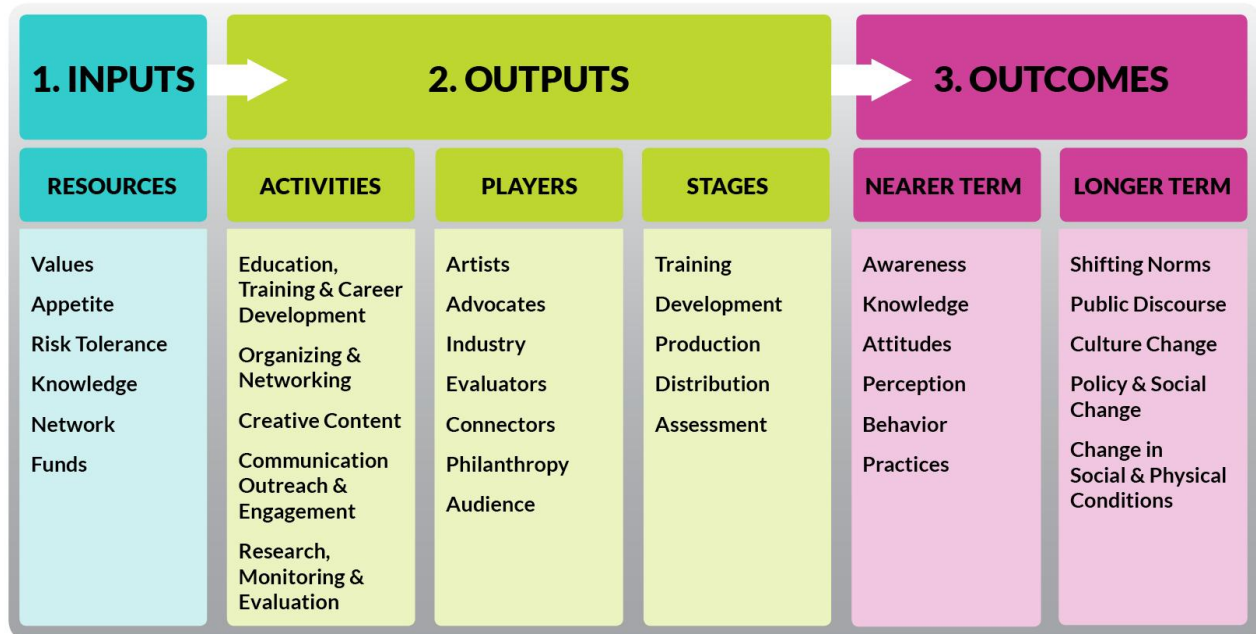 1. INPUTS
2. OUTPUTS
3. OUTCOMES
RESOURCES
ACTIVITIES
PLAYERS
STAGES
NEARER TERM
LONGER TERM
Values
Appetite
Risk Tolerance
Knowledge
Network
Funds
Education,
Training & Career
Development
Organizing &
Networking
Creative Content
Communication
Outreach &
Engagement
Research,
Monitoring &
Evaluation
Artists
Advocates
Industry
Evaluators
Connectors
Philanthropy
Audience
Training
Development
Production
Distribution
Assessment
Awareness
Knowledge
Attitudes
Perception
Behavior
Practices
Shifting Norms
Public Discourse
Culture Change
Policy & Social
Change
Change in
Social & Physical
Conditions